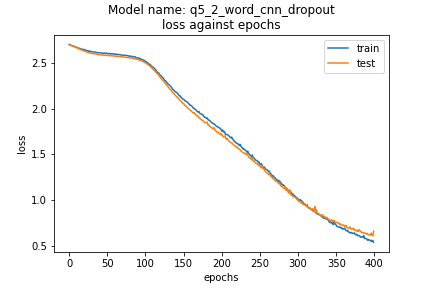 Model name: q5_2_word_cnn_dropout
loss against epochs
train
test
2.5
2.0
1.5
1.0
0.5
loss
0 50 100 150 200 250 300 350 400
epochs